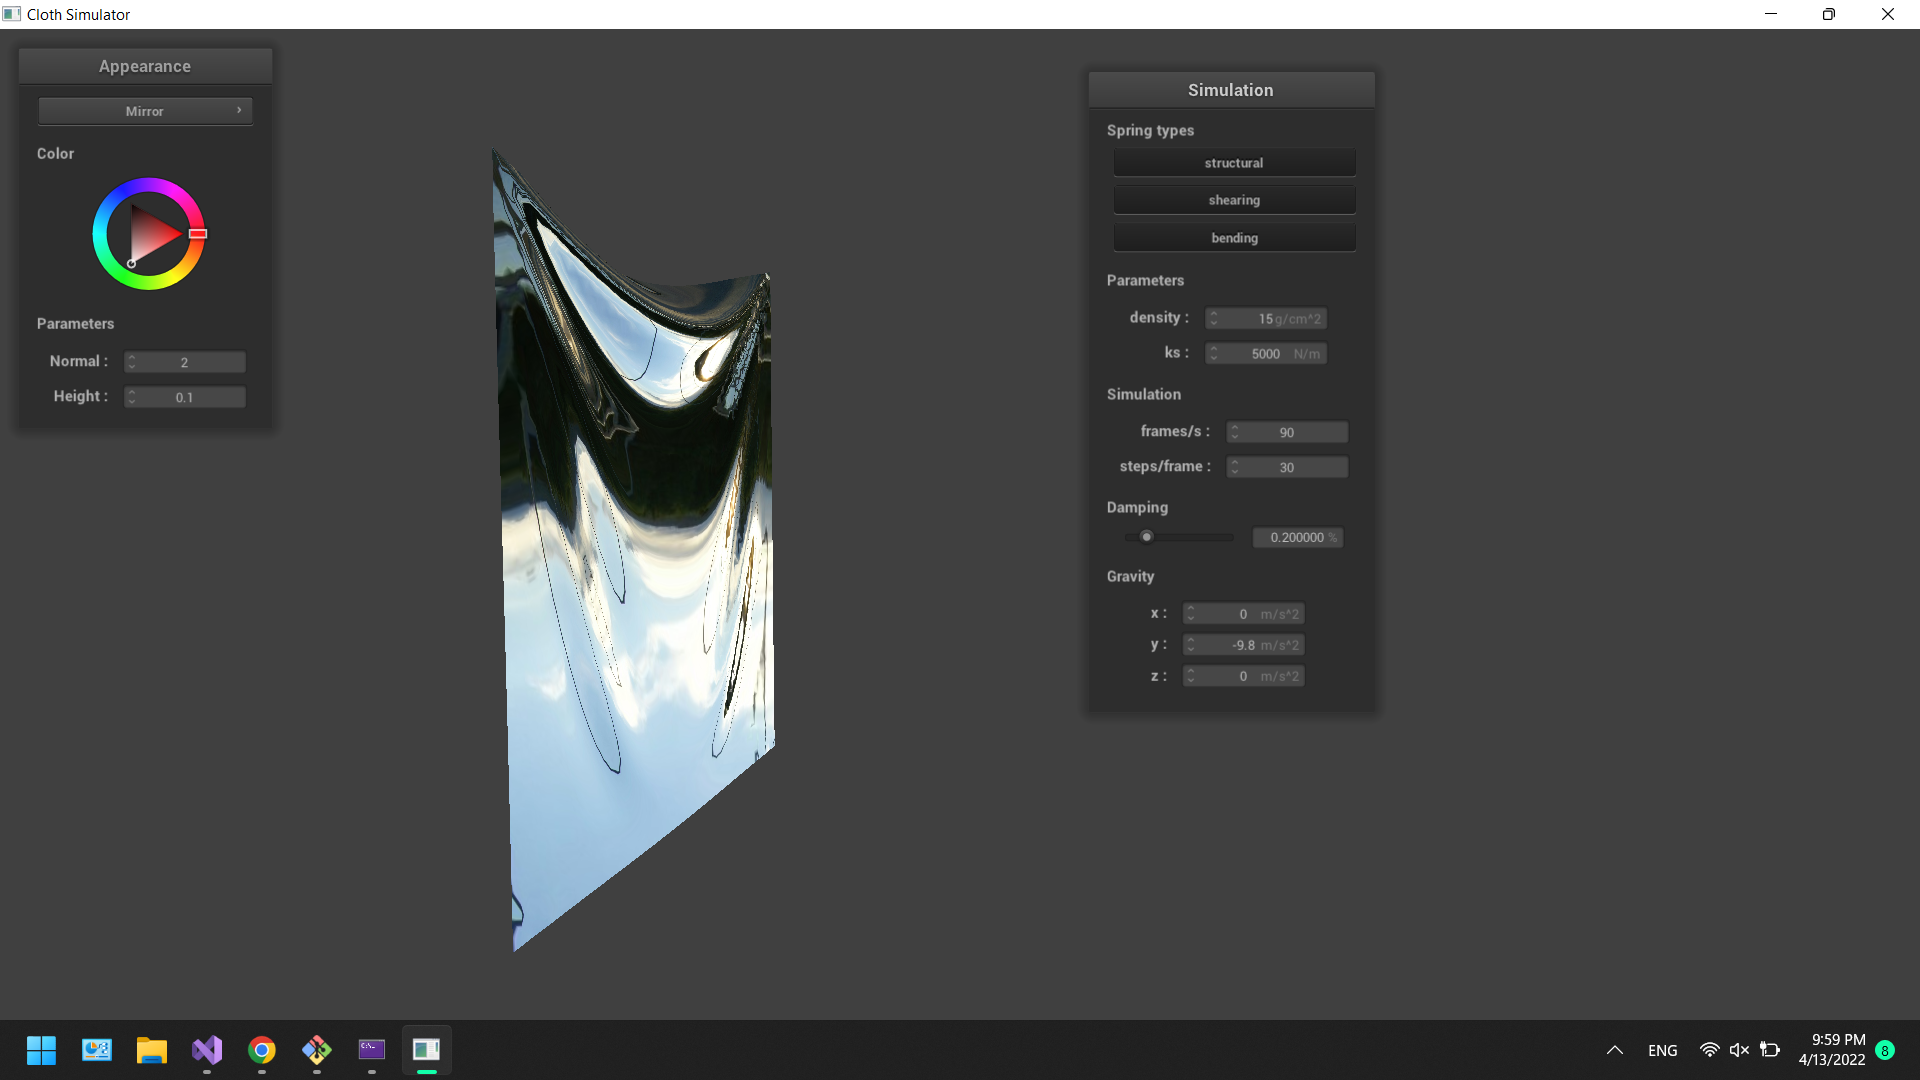 Cloth Simulator
Appearance
Mirror
Color
Parameters
Normal : 2
Height : 0.1
Simulation
Spring types
structural
shearing
bending
Parameters
density : 15 g/cm^2
ks : 5000 N/m
Simulation
frames/s : 90
steps/frame : 30
Damping
0.200000 %
Gravity
x : 0 m/s^2
y : -9.8 m/s^2
z : 0 m/s^2
ENG
9:59 PM
4/13/2022
8